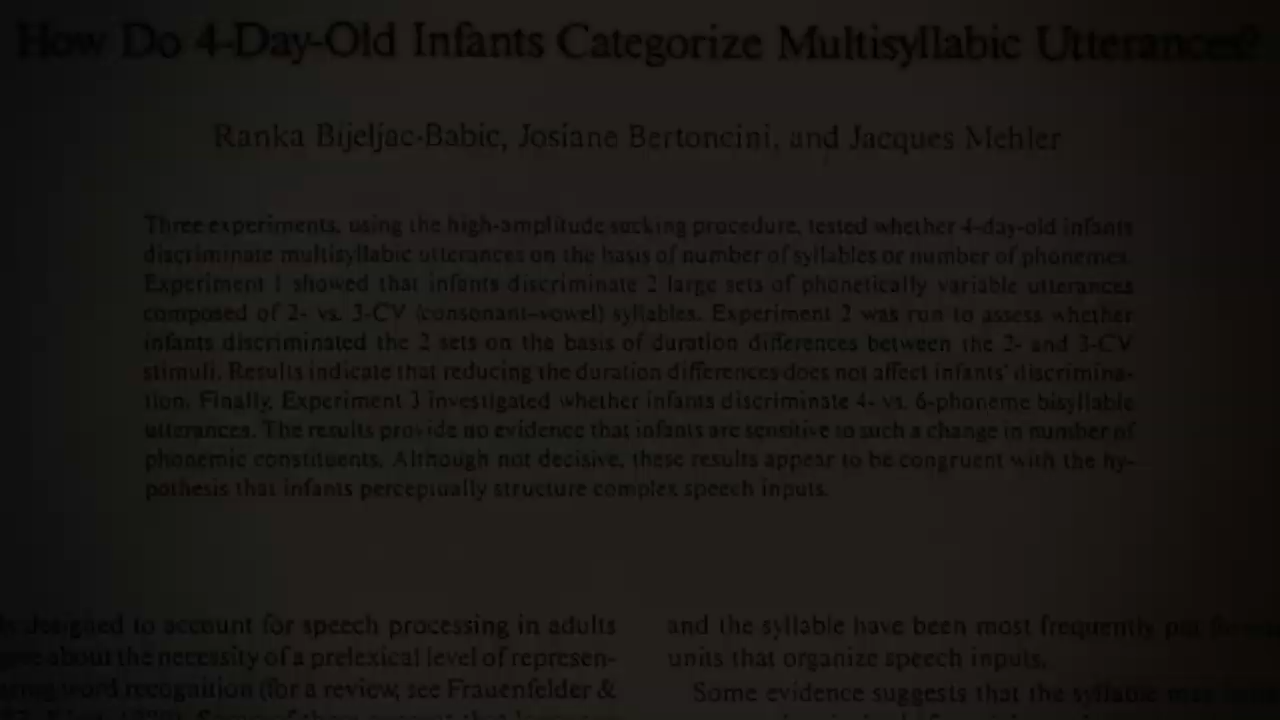 How Do 4-Day-Old Infants Categorize Multisyllabic Utterances?
Ranka Bijeljac-Babic, Josiane Bertoncini, and Jacques Mehler
Three experiments, using the high-amplitude sucking procedure, tested whether 4-day-old infants
discriminate multisyllabic utterances on the basis of number of syllables or number of phonemes.
Experiment 1 showed that infants discriminate 2 large sets of phonetically variable utterances
composed of 2- vs. 3-CV (consonant–vowel) syllables. Experiment 2 was run to assess whether
infants discriminated the 2 sets on the basis of duration differences between the 2- and 3-CV
stimuli. Results indicate that reducing the duration differences does not affect infants' discrimina-
tion. Finally, Experiment 3 investigated whether infants discriminate 4- vs. 6-phoneme bisyllabic
utterances. The results provide no evidence that infants are sensitive to such a change in number of
phonemic constituents. Although not decisive, these results appear to be congruent with the hy-
pothesis that infants perceptually structure complex speech inputs.
designed to account for speech processing in adults
about the necessity of a prelexical level of represen-
word recognition (for a review, see Frauenfelder &
and the syllable have been most frequently
units that organize speech inputs.
Some evidence suggests that the syllable